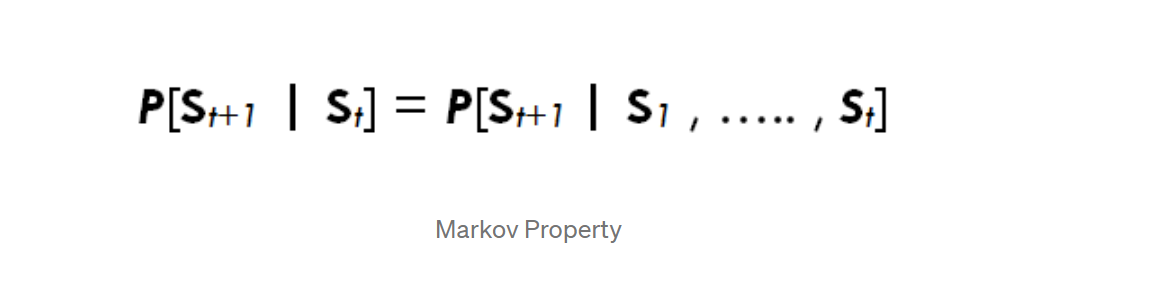 P[St+1 | St] = P[St+1 | S1 , ..... , St]
Markov Property